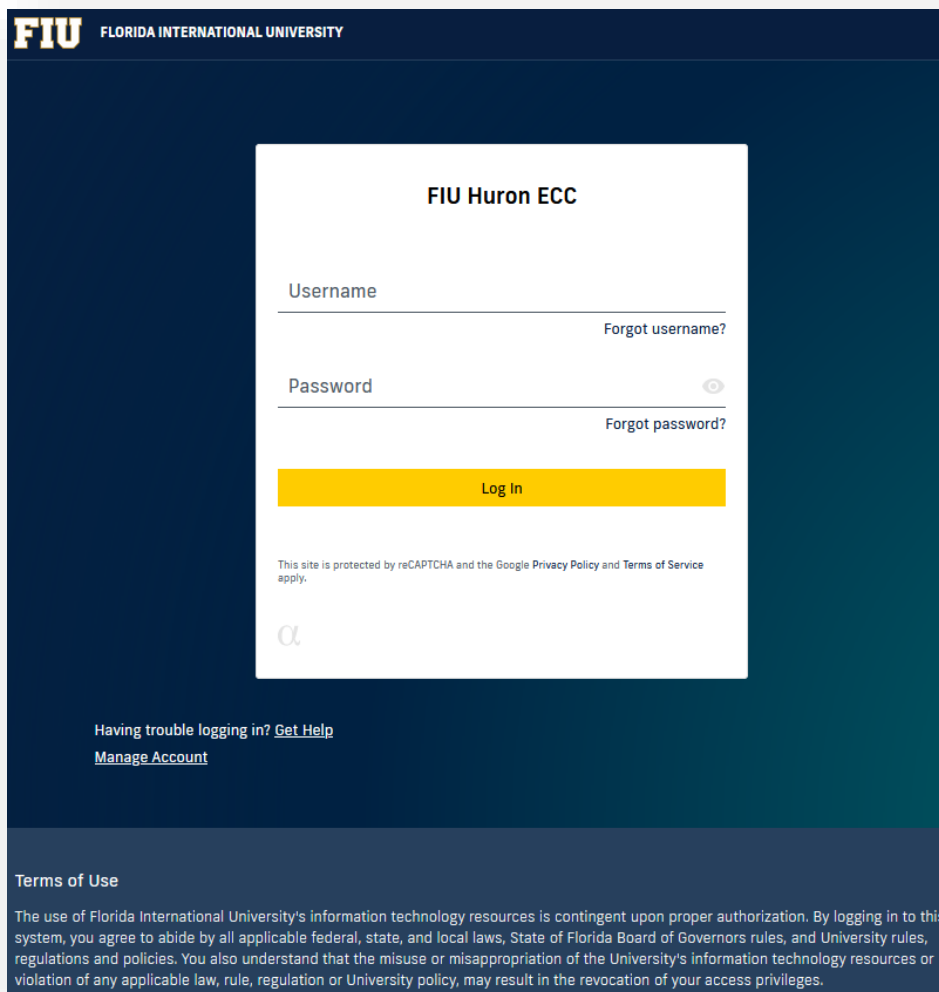 FIU FLORIDA INTERNATIONAL UNIVERSITY
FIU Huron ECC
Username
Forgot username?
Password
Forgot password?
Log In
This site is protected by reCAPTCHA and the Google Privacy Policy and Terms of Service
apply.
α
Having trouble logging in? Get Help
Manage Account
Terms of Use
The use of Florida International University's information technology resources is contingent upon proper authorization. By logging in to this
system, you agree to abide by all applicable federal, state, and local laws, State of Florida Board of Governors rules, and University rules,
regulations and policies. You also understand that the misuse or misappropriation of the University's information technology resources or
violation of any applicable law, rule, regulation or University policy, may result in the revocation of your access privileges.